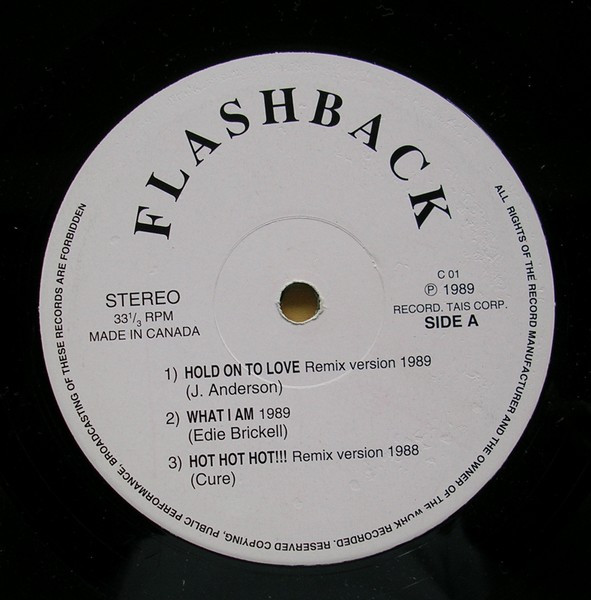 FLASHBACK
STEREO
33 1/3 RPM
MADE IN CANADA
C 01
℗ 1989
RECORD. TAIS CORP.
SIDE A
1) HOLD ON TO LOVE Remix version 1989
(J. Anderson)
2) WHAT I AM 1989
(Edie Brickell)
3) HOT HOT HOT!!! Remix version 1988
(Cure)
ALL RIGHTS OF THE RECORD MANUFACTURER AND THE OWNER OF THE WORK RECORDED. RESERVED COPYING, PUBLIC PERFORMANCE, BROADCASTING OF THESE RECORDS ARE FORBIDDEN